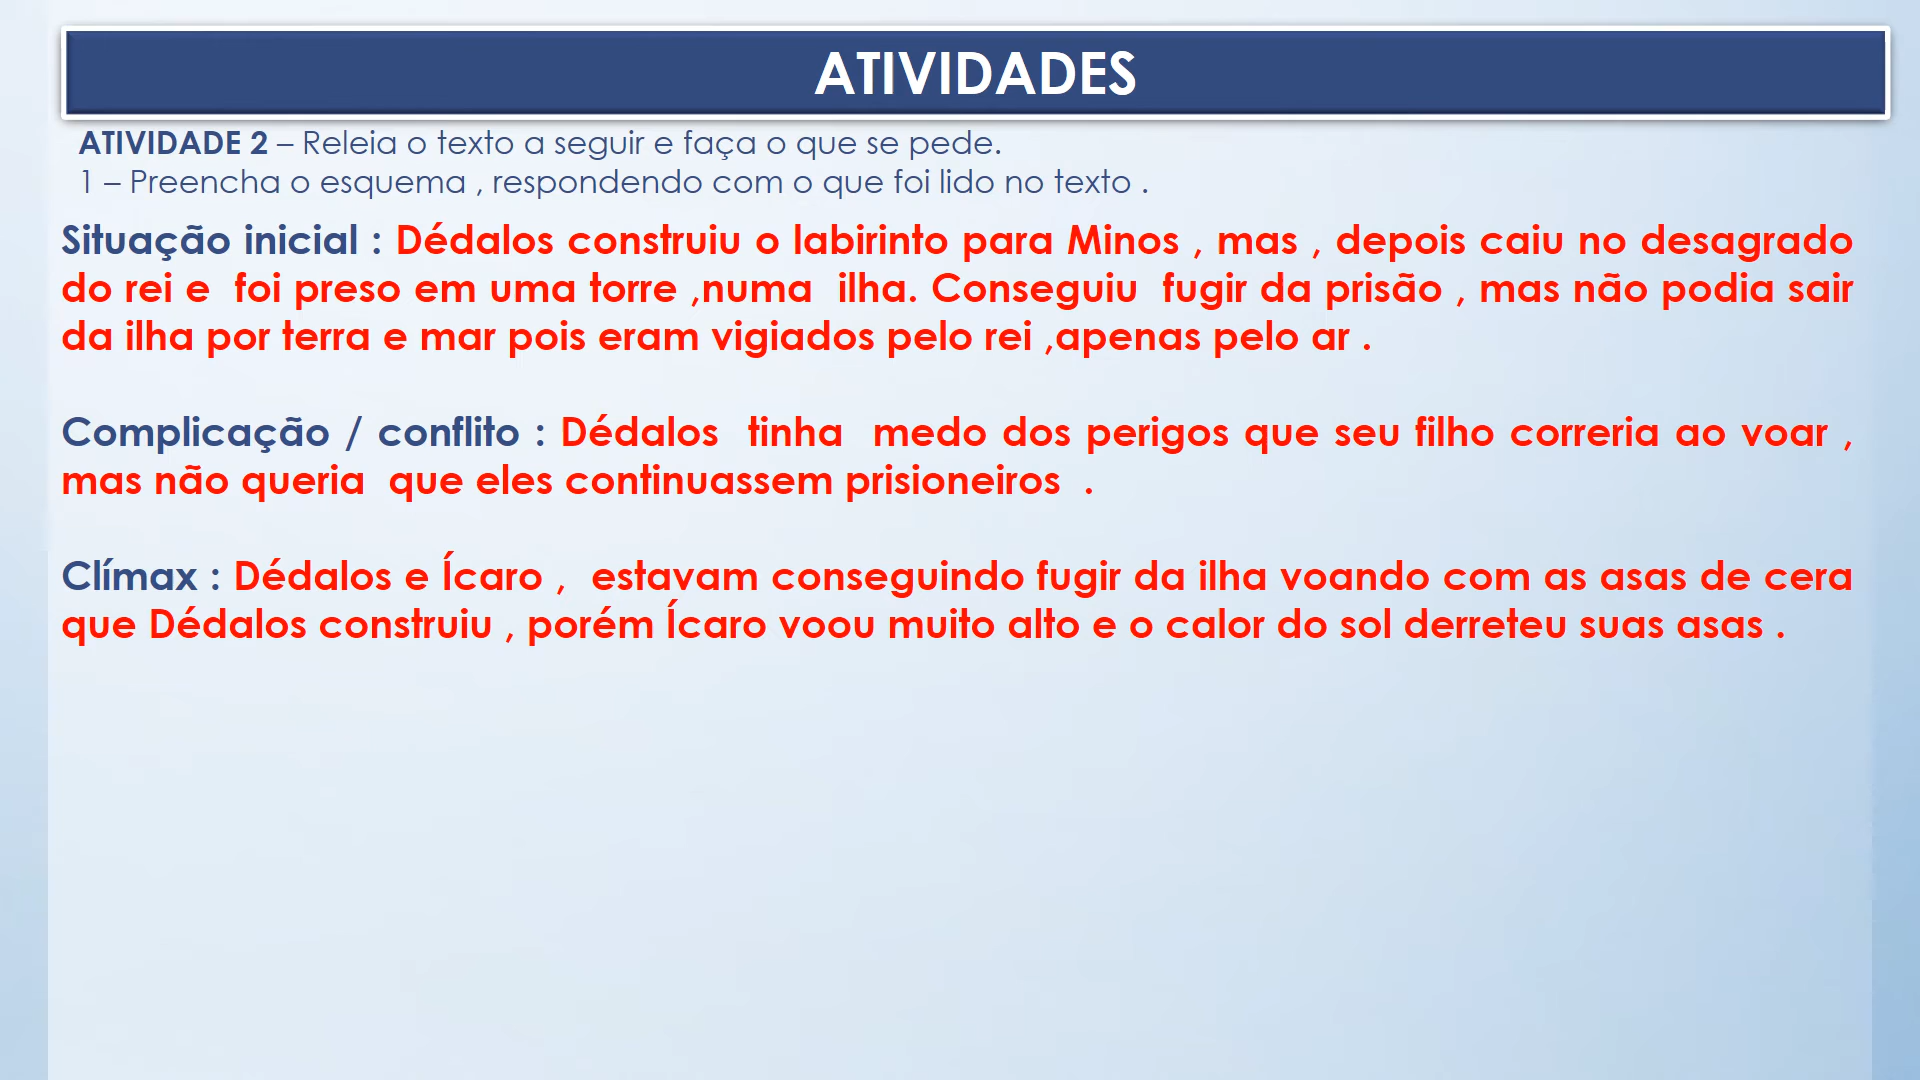 ATIVIDADES
ATIVIDADE 2 – Releia o texto a seguir e faça o que se pede.
1 – Preencha o esquema , respondendo com o que foi lido no texto .
Situação inicial : Dédalos construiu o labirinto para Minos , mas , depois caiu no desagrado
do rei e foi preso em uma torre ,numa ilha. Conseguiu fugir da prisão , mas não podia sair
da ilha por terra e mar pois eram vigiados pelo rei ,apenas pelo ar .
Complicação / conflito : Dédalos tinha medo dos perigos que seu filho correria ao voar ,
mas não queria que eles continuassem prisioneiros .
Clímax : Dédalos e Ícaro , estavam conseguindo fugir da ilha voando com as asas de cera
que Dédalos construiu , porém Ícaro voou muito alto e o calor do sol derreteu suas asas .